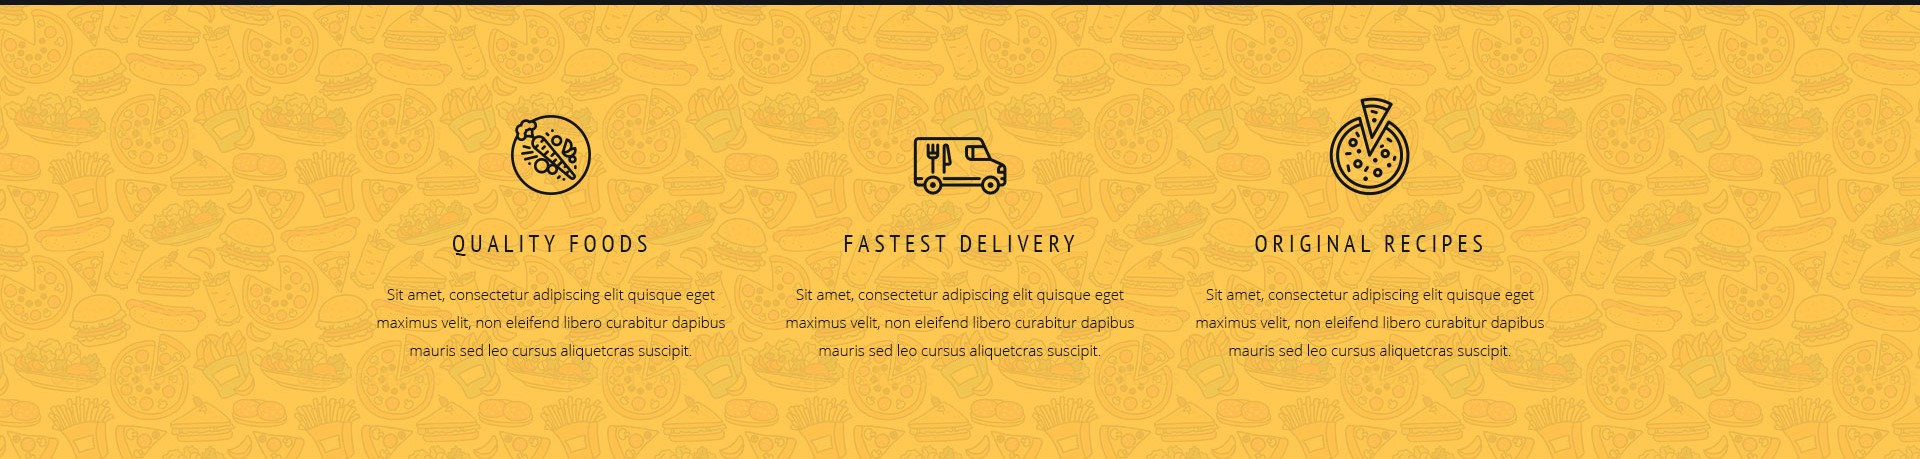 QUALITY FOODS
Sit amet, consectetur adipiscing elit quisque eget
maximus velit, non eleifend libero curabitur dapibus
mauris sed leo cursus aliquetcras suscipit.
FASTEST DELIVERY
Sit amet, consectetur adipiscing elit quisque eget
maximus velit, non eleifend libero curabitur dapibus
mauris sed leo cursus aliquetcras suscipit.
ORIGINAL RECIPES
Sit amet, consectetur adipiscing elit quisque eget
maximus velit, non eleifend libero curabitur dapibus
mauris sed leo cursus aliquetcras suscipit.